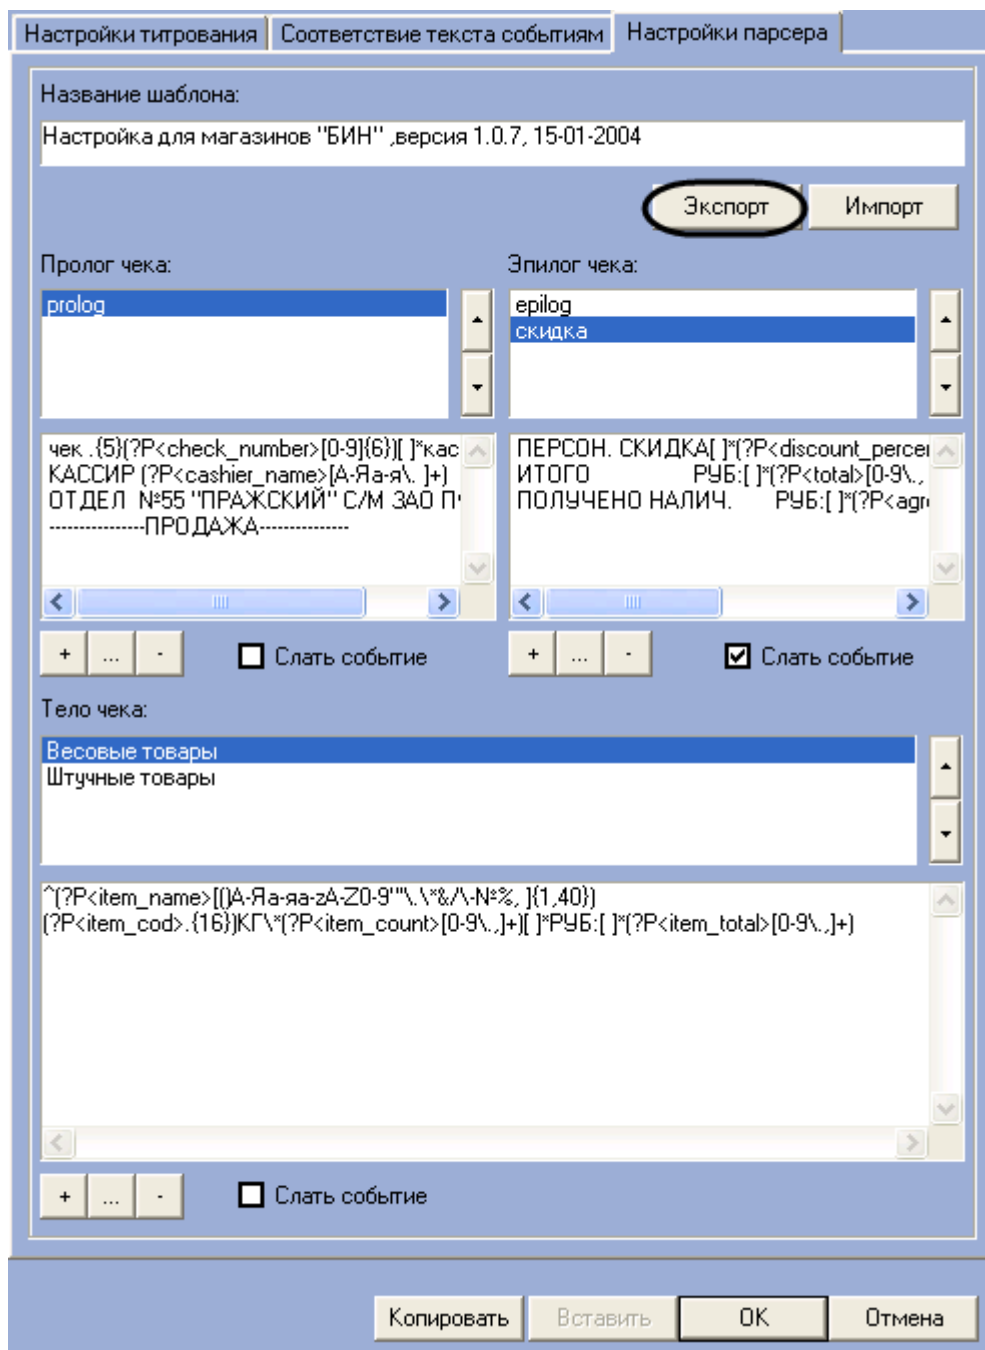 Настройки титрования Соответствие текста событиям Настройки парсера
Название шаблона:
Настройка для магазинов "БИН" ,версия 1.0.7, 15-01-2004
Экспорт Импорт
Пролог чека: Эпилог чека:
prolog
epilog
скидка
чек .{5}(?P<check_number>[0-9]{6})[ ]*кас
КАССИР (?P<cashier_name>[А-Яа-я\. ]+)
ОТДЕЛ №55 "ПРАЖСКИЙ" С/М ЗАО П
----------------ПРОДАЖА---------------
ПЕРСОН. СКИДКА[ ]*(?P<discount_percer
ИТОГО РУБ:[ ]*(?P<total>[0-9\.,
ПОЛУЧЕНО НАЛИЧ. РУБ:[ ]*(?P<agr
+ ... - Слать событие + ... - Слать событие
Тело чека:
Весовые товары
Штучные товары
^(?P<item_name>[()А-Яа-яa-zA-Z0-9'"\.\*&/\-№%, ]{1,40})
(?P<item_cod>.{16})КГ\*(?P<item_count>[0-9\.,]+)[ ]*РУБ:[ ]*(?P<item_total>[0-9\.,]+)
+ ... - Слать событие
Копировать Вставить OK Отмена